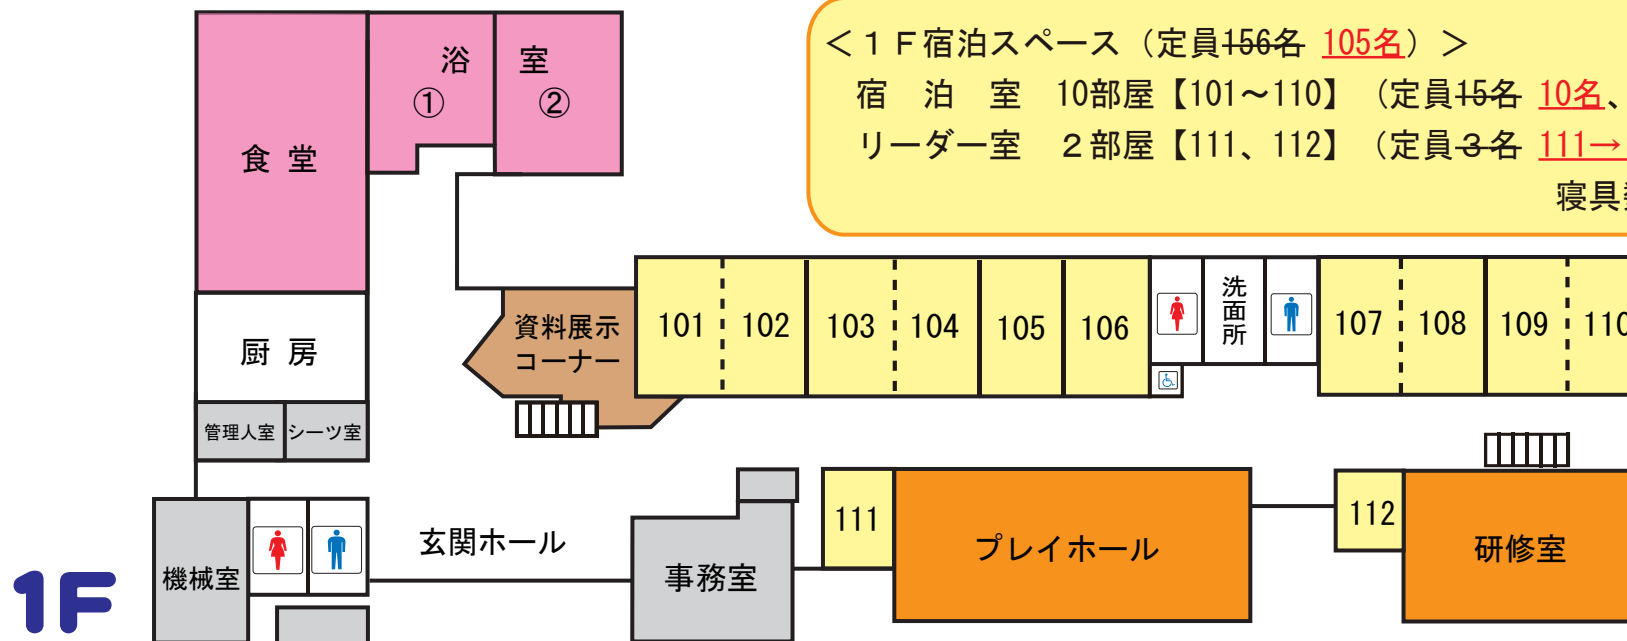 ＜１Ｆ宿泊スペース（定員156名 105名）＞
宿　泊　室　10部屋【101～110】（定員15名 10名、
リーダー室　２部屋【111、112】（定員３名 111→
寝具
浴 室
① ②
食 堂
厨 房
管理人室 シーツ室
資料展示
コーナー
101 102 103 104 105 106
洗面所
107 108 109 110
111
プレイホール
112
研修室
玄関ホール
事務室
機械室
1F